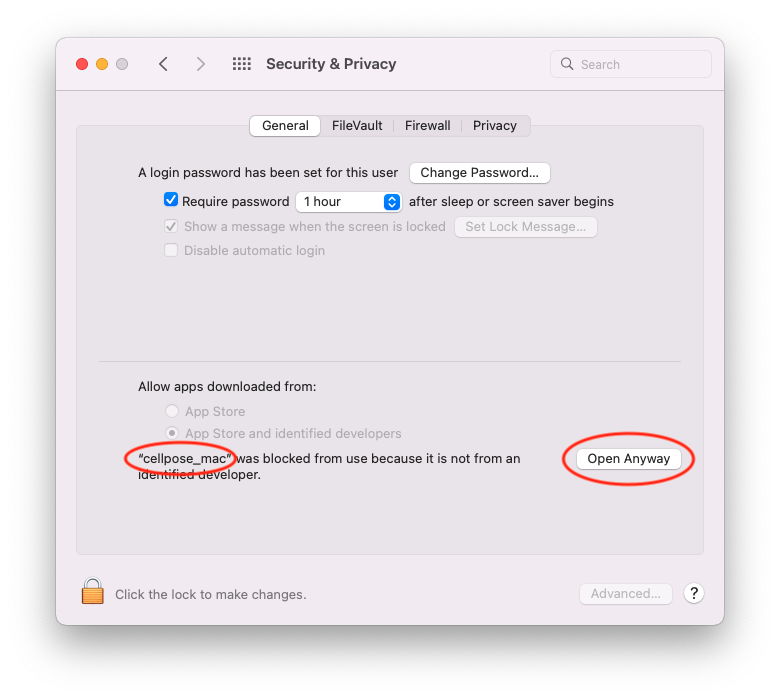 Security & Privacy
Search
General
FileVault
Firewall
Privacy
A login password has been set for this user
Change Password...
Require password
1 hour
after sleep or screen saver begins
Show a message when the screen is locked
Set Lock Message...
Disable automatic login
Allow apps downloaded from:
App Store
App Store and identified developers
“cellpose_mac” was blocked from use because it is not from an
identified developer.
Open Anyway
Click the lock to make changes.
Advanced...
?